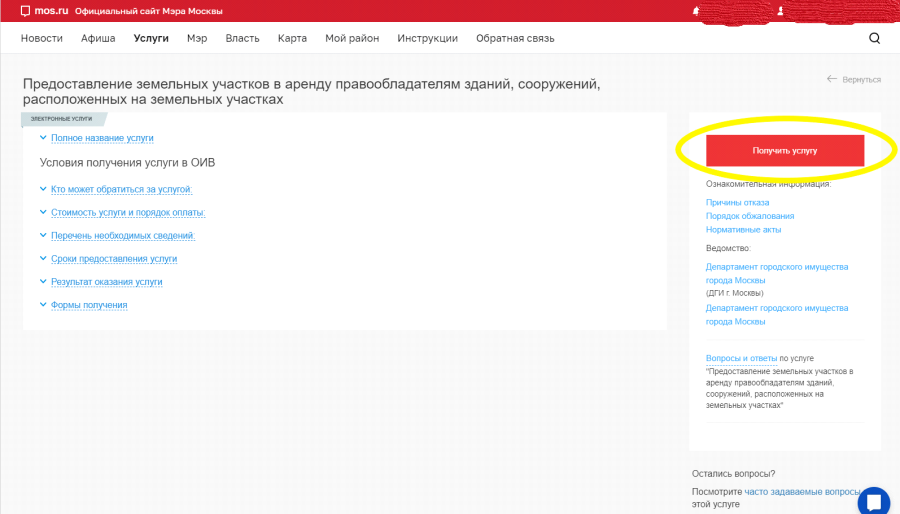 mos.ru Официальный сайт Мэра Москвы
Новости Афиша Услуги Мэр Власть Карта Мой район Инструкции Обратная связь
Вернуться
Предоставление земельных участков в аренду правообладателям зданий, сооружений,
расположенных на земельных участках
ЭЛЕКТРОННЫЕ УСЛУГИ
Полное название услуги
Условия получения услуги в ОИВ
Кто может обратиться за услугой:
Стоимость услуги и порядок оплаты:
Перечень необходимых сведений:
Сроки предоставления услуги
Результат оказания услуги
Формы получения
Получить услугу
Ознакомительная информация:
Причины отказа
Порядок обжалования
Нормативные акты
Ведомство:
Департамент городского имущества
города Москвы
(ДГИ г. Москвы)
Департамент городского имущества
города Москвы
Вопросы и ответы по услуге
"Предоставление земельных участков в
аренду правообладателям зданий,
сооружений, расположенных на
земельных участках"
Остались вопросы?
Посмотрите часто задаваемые вопросы
этой услуге